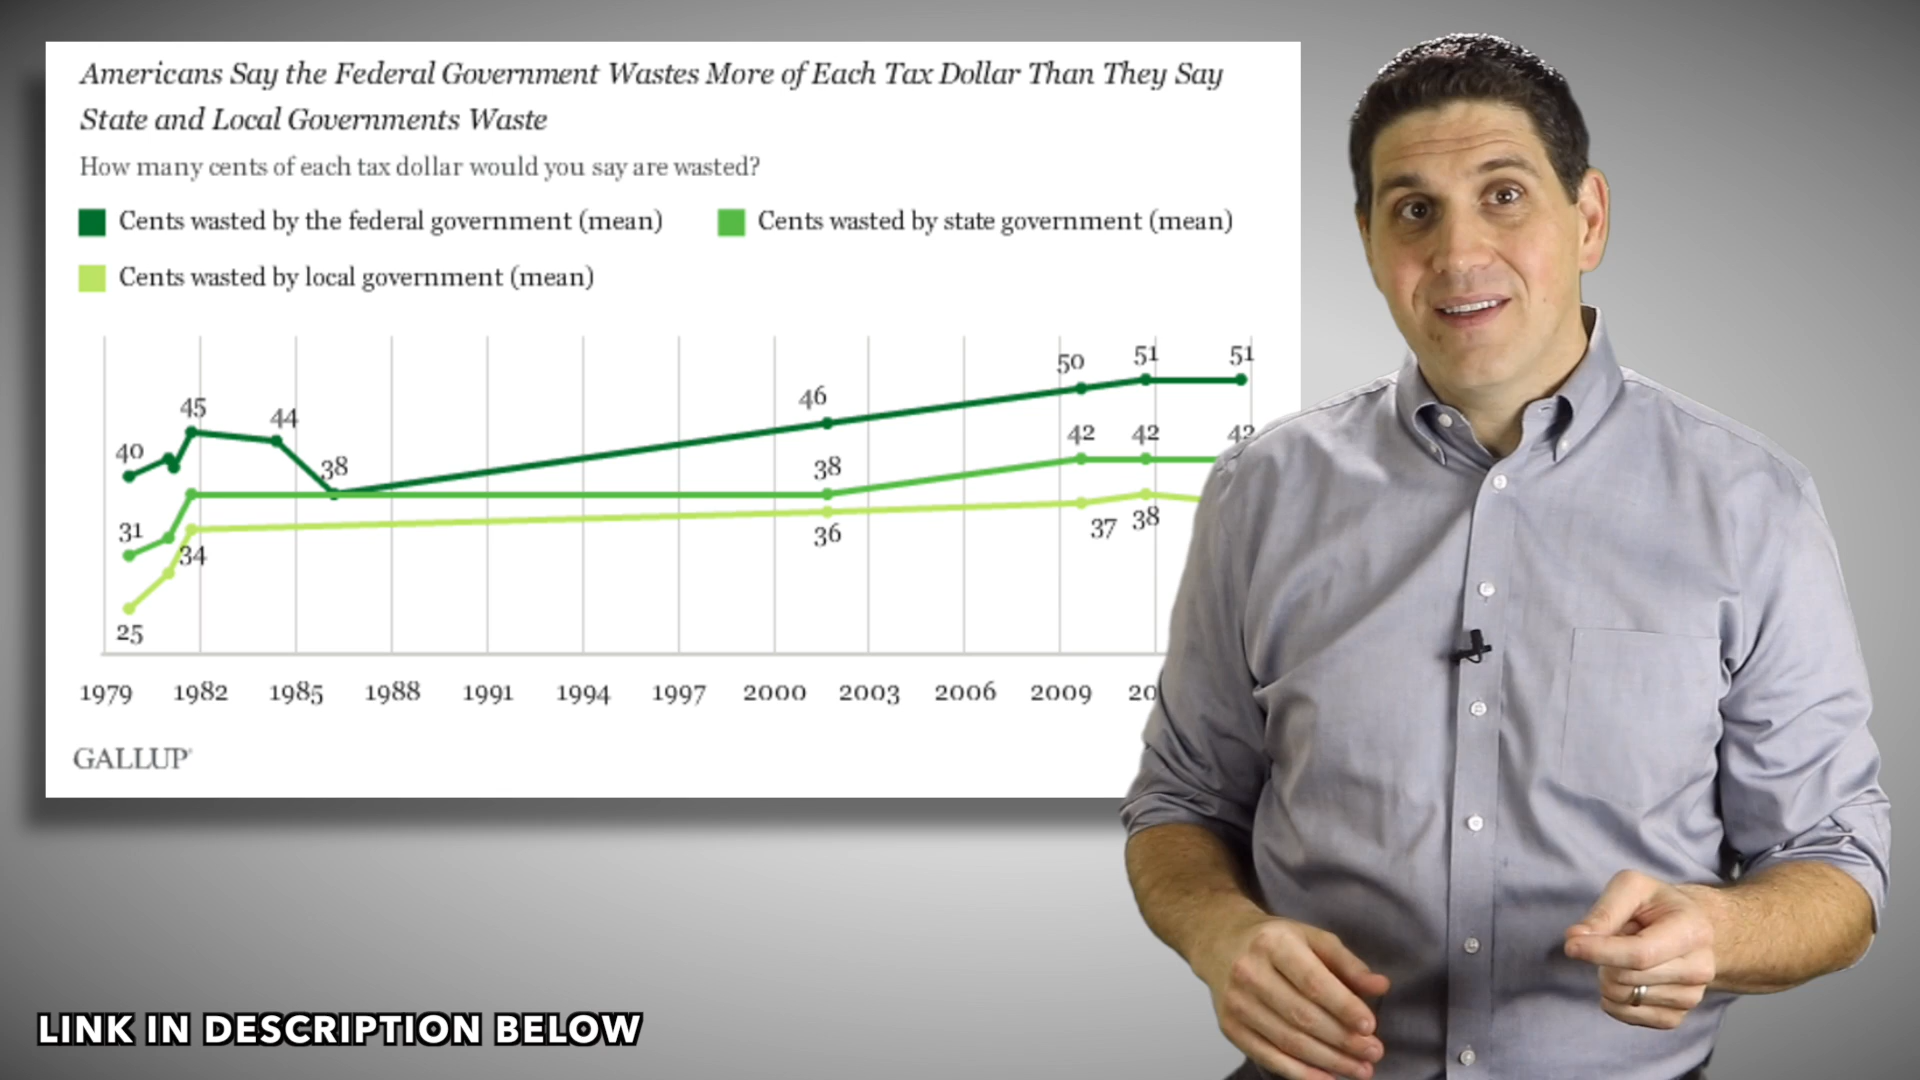 Americans Say the Federal Government Wastes More of Each Tax Dollar Than They Say
State and Local Governments Waste
How many cents of each tax dollar would you say are wasted?
Cents wasted by the federal government (mean)
Cents wasted by state government (mean)
Cents wasted by local government (mean)
50 51 51
46
45 44
42 42 42
40
38 38
31
36
37 38
34
25
1979 1982 1985 1988 1991 1994 1997 2000 2003 2006 2009 20
GALLUP®
LINK IN DESCRIPTION BELOW